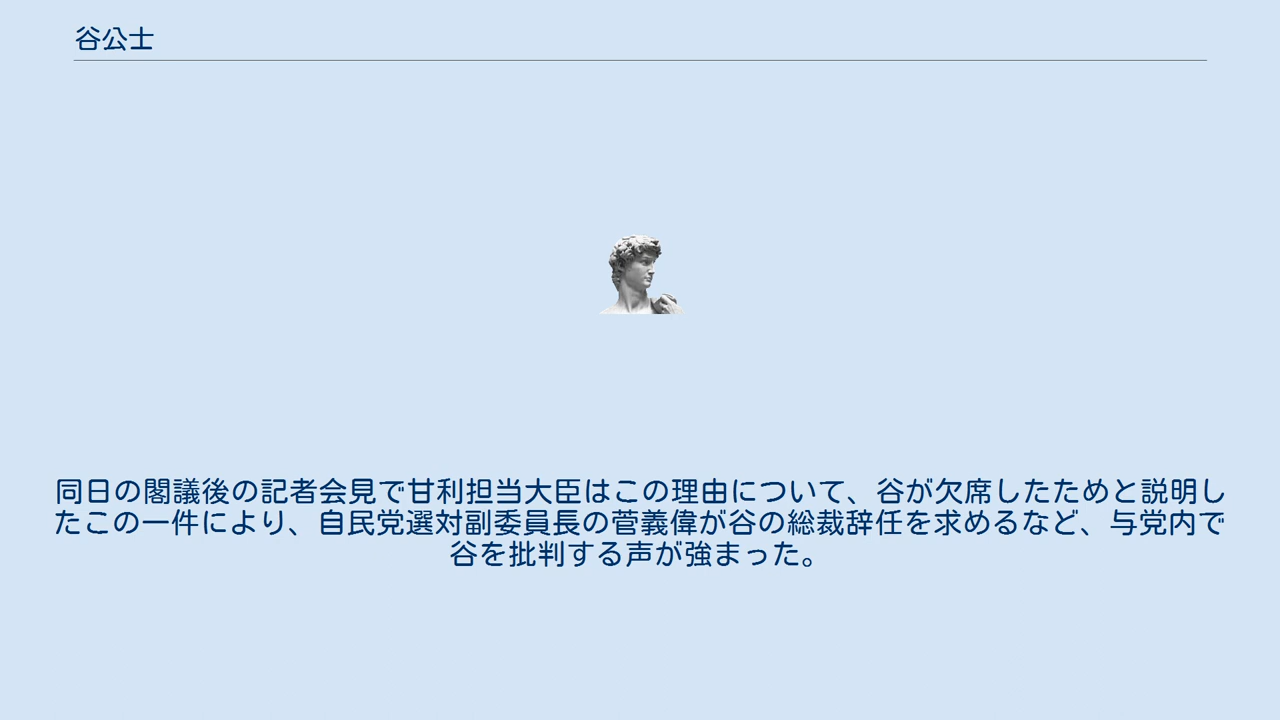 谷公士
同日の閣議後の記者会見で甘利担当大臣はこの理由について、谷が欠席したためと説明し
たこの一件により、自民党選対副委員長の菅義偉が谷の総裁辞任を求めるなど、与党内で
谷を批判する声が強まった。